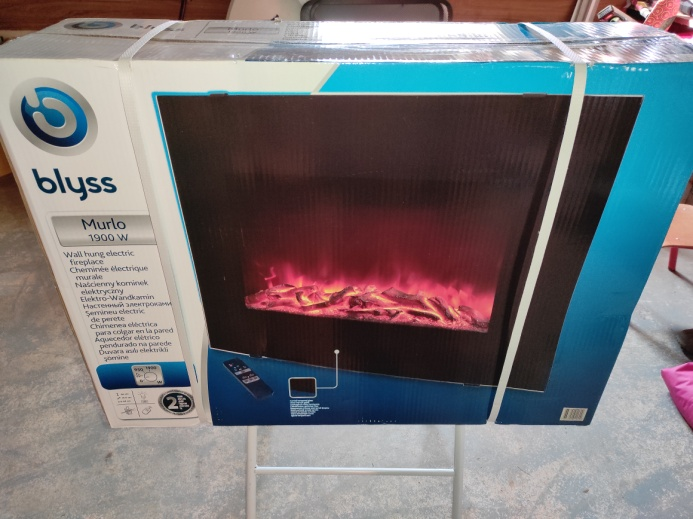 blyss
Murlo
1900 W
Wall hung electric
fireplace
Cheminée électrique
murale
Naścienny kominek
elektryczny
Elektro-Wandkamin
Настенный электрокамин
Şemineu electric
de perete
Chimenea eléctrica
para colgar en la pared
Aquecedor elétrico
pendurado na parede
Duvara asılı elektrikli
şömine
2